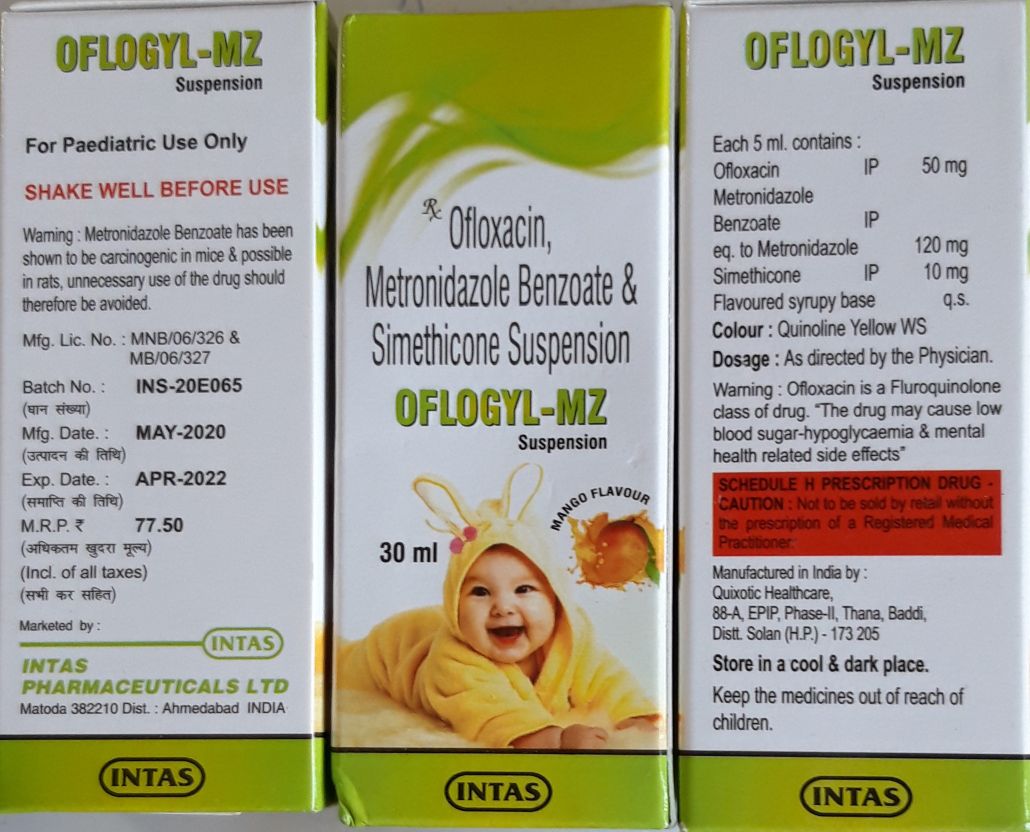 OFLOGYL-MZ
Suspension
For Paediatric Use Only
SHAKE WELL BEFORE USE
Warning : Metronidazole Benzoate has been
shown to be carcinogenic in mice & possible
in rats, unnecessary use of the drug should
therefore be avoided.
Mfg. Lic. No. : MNB/06/326 &
MB/06/327
Batch No. : INS-20E065
(घान संख्या)
Mfg. Date. : MAY-2020
(उत्पादन की तिथि)
Exp. Date. : APR-2022
(समाप्ति की तिथि)
M.R.P. ₹ 77.50
(अधिकतम खुदरा मूल्य)
(Incl. of all taxes)
(सभी कर सहित)
Marketed by :
INTAS
INTAS
PHARMACEUTICALS LTD
Matoda 382210 Dist. : Ahmedabad INDIA
INTAS
Rx Ofloxacin,
Metronidazole Benzoate &
Simethicone Suspension
OFLOGYL-MZ
Suspension
MANGO FLAVOUR
30 ml
INTAS
OFLOGYL-MZ
Suspension
Each 5 ml. contains :
Ofloxacin IP 50 mg
Metronidazole
Benzoate IP
eq. to Metronidazole 120 mg
Simethicone IP 10 mg
Flavoured syrupy base q.s.
Colour : Quinoline Yellow WS
Dosage : As directed by the Physician.
Warning : Ofloxacin is a Fluroquinolone
class of drug. “The drug may cause low
blood sugar-hypoglycaemia & mental
health related side effects”
SCHEDULE H PRESCRIPTION DRUG -
CAUTION : Not to be sold by retail without
the prescription of a Registered Medical
Practitioner.
Manufactured in India by :
Quixotic Healthcare,
88-A, EPIP, Phase-II, Thana, Baddi,
Distt. Solan (H.P.) - 173 205
Store in a cool & dark place.
Keep the medicines out of reach of
children.
INTAS